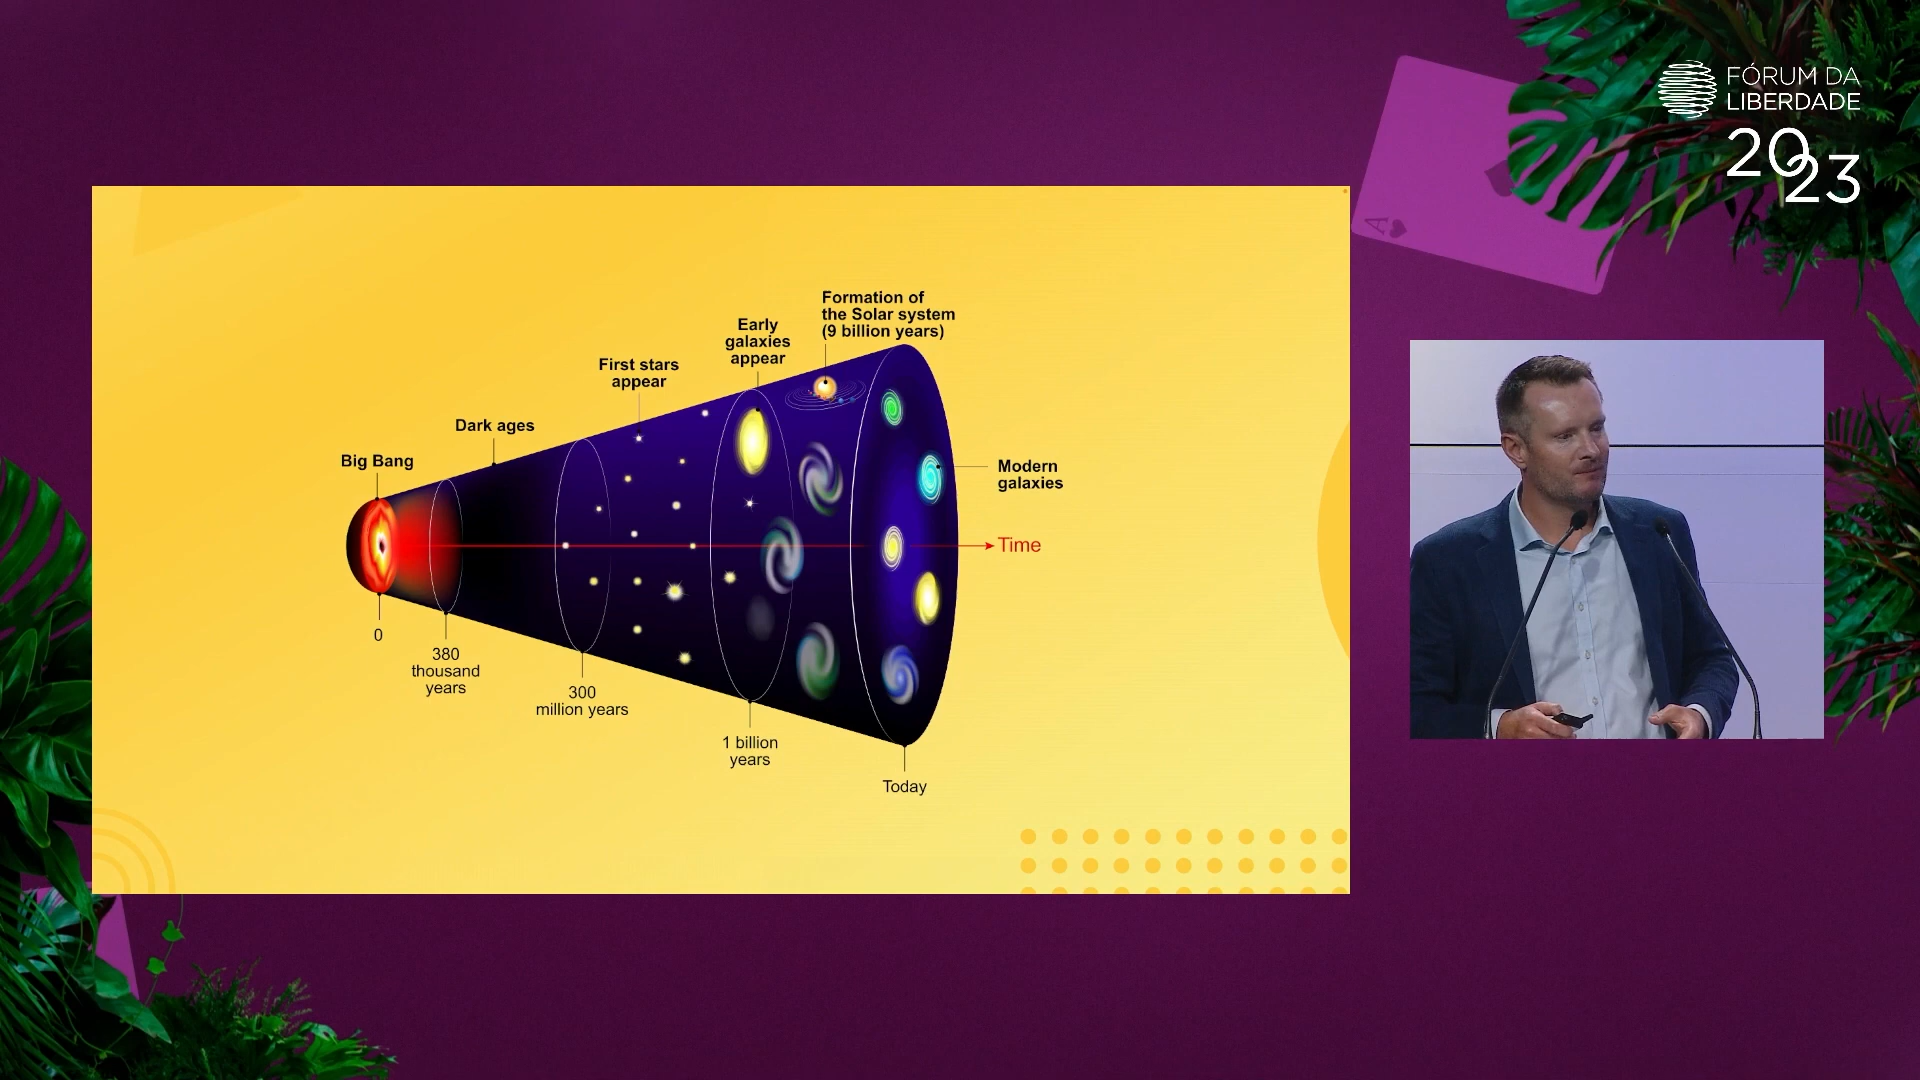 FÓRUM DA
LIBERDADE
2023
A
Formation of
the Solar system
(9 billion years)
Early
galaxies
appear
First stars
appear
Dark ages
Big Bang
Modern
galaxies
Time
0
380
thousand
years
300
million years
1 billion
years
Today